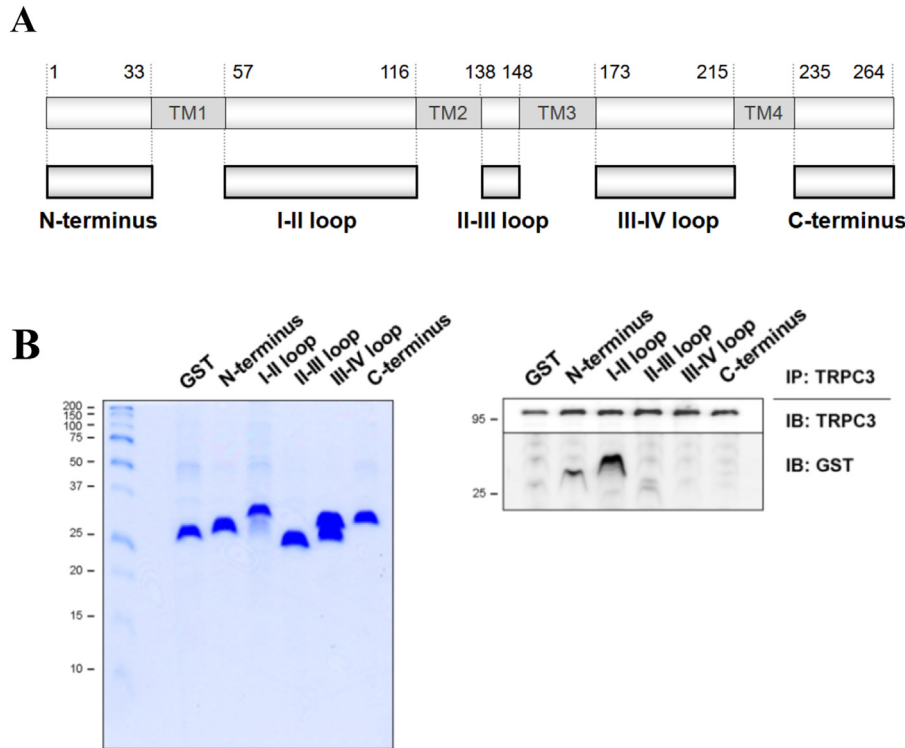 A
1 33 57 116 138 148 173 215 235 264
TM1 TM2 TM3 TM4
N-terminus I-II loop II-III loop III-IV loop C-terminus
B
GST N-terminus I-II loop II-III loop III-IV loop C-terminus
200
150
100
75
50
37
25
20
15
10
GST N-terminus I-II loop II-III loop III-IV loop C-terminus
IP: TRPC3
95 IB: TRPC3
IB: GST
25